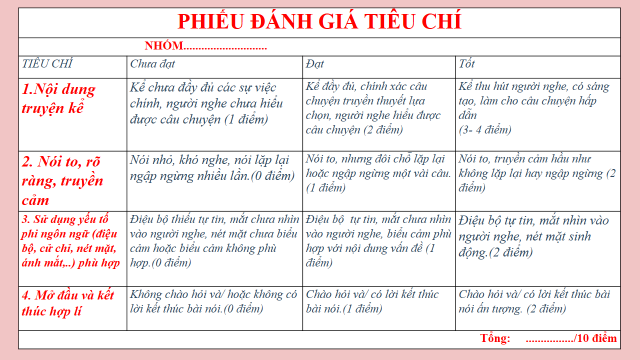 PHIẾU ĐÁNH GIÁ TIÊU CHÍ
NHÓM............................
TIÊU CHÍ
Chưa đạt
Đạt
Tốt
1.Nội dung
truyện kể
Kể chưa đầy đủ các sự việc
chính, người nghe chưa hiểu
được câu chuyện (1 điểm)
Kể đầy đủ, chính xác câu
chuyện truyền thuyết lựa
chọn, người nghe hiểu được
câu chuyện (2 điểm)
Kể thu hút người nghe, có sáng
tạo, làm cho câu chuyện hấp
dẫn
(3- 4 điểm)
2. Nói to, rõ
ràng, truyền
cảm
Nói nhỏ, khó nghe, nói lặp lại
ngập ngừng nhiều lần.(0 điểm)
Nói to, nhưng đôi chỗ lặp lại
hoặc ngập ngừng một vài câu.
(1 điểm)
Nói to, truyền cảm hầu như
không lặp lại hay ngập ngừng (2
điểm)
3. Sử dụng yếu tố
phi ngôn ngữ (điệu
bộ, cử chỉ, nét mặt,
ánh mắt,..) phù hợp
Điệu bộ thiếu tự tin, mắt chưa nhìn
vào người nghe, nét mặt chưa biểu
cảm hoặc biểu cảm không phù
hợp.(0 điểm)
Điệu bộ tự tin, mắt chưa nhìn
vào người nghe, biểu cảm phù
hợp với nội dung vấn đề (1
điểm)
Điệu bộ tự tin, mắt nhìn vào
người nghe, nét mặt sinh
động.(2 điểm)
4. Mở đầu và kết
thúc hợp lí
Không chào hỏi và/ hoặc không có
lời kết thúc bài nói.(0 điểm)
Chào hỏi và/ có lời kết thúc
bài nói.(1 điểm)
Chào hỏi và/ có lời kết thúc bài
nói ấn tượng. (2 điểm)
Tổng: ................/10 điểm